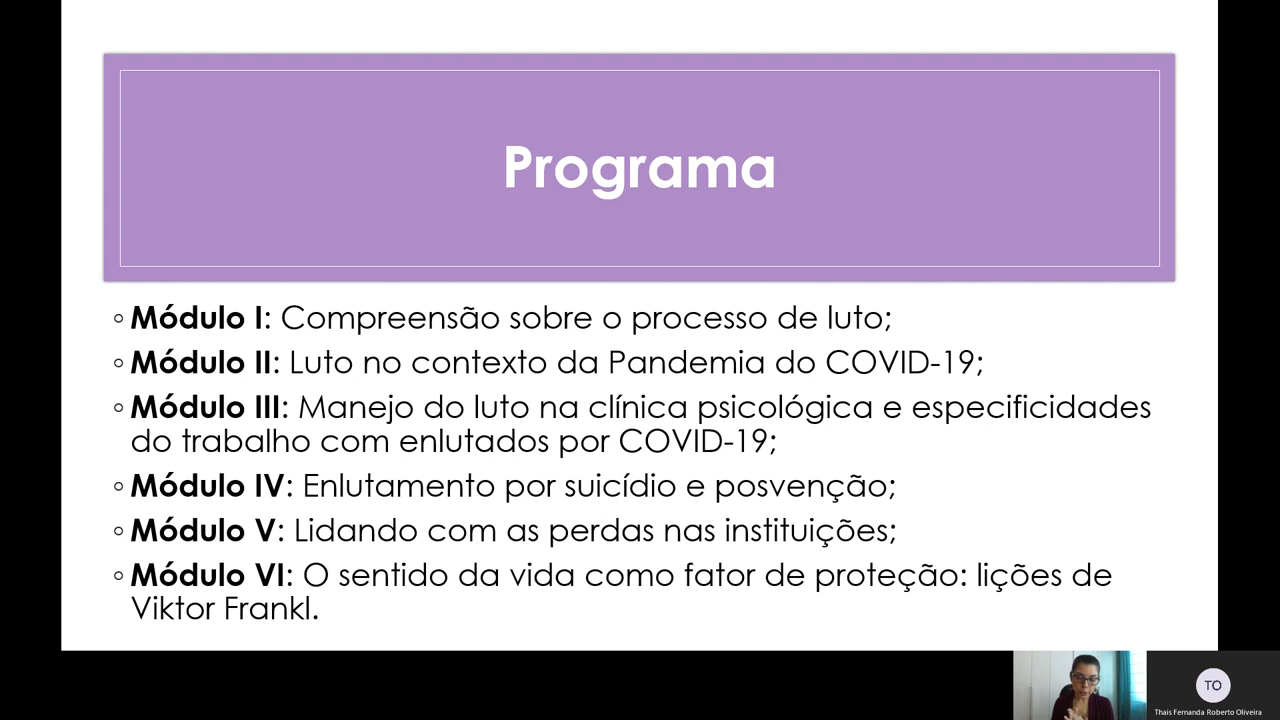 Programa
◦ Módulo I: Compreensão sobre o processo de luto;
◦ Módulo II: Luto no contexto da Pandemia do COVID-19;
◦ Módulo III: Manejo do luto na clínica psicológica e especificidades
do trabalho com enlutados por COVID-19;
◦ Módulo IV: Enlutamento por suicídio e posvenção;
◦ Módulo V: Lidando com as perdas nas instituições;
◦ Módulo VI: O sentido da vida como fator de proteção: lições de
Viktor Frankl.
TO
Thais Fernanda Roberto Oliveira